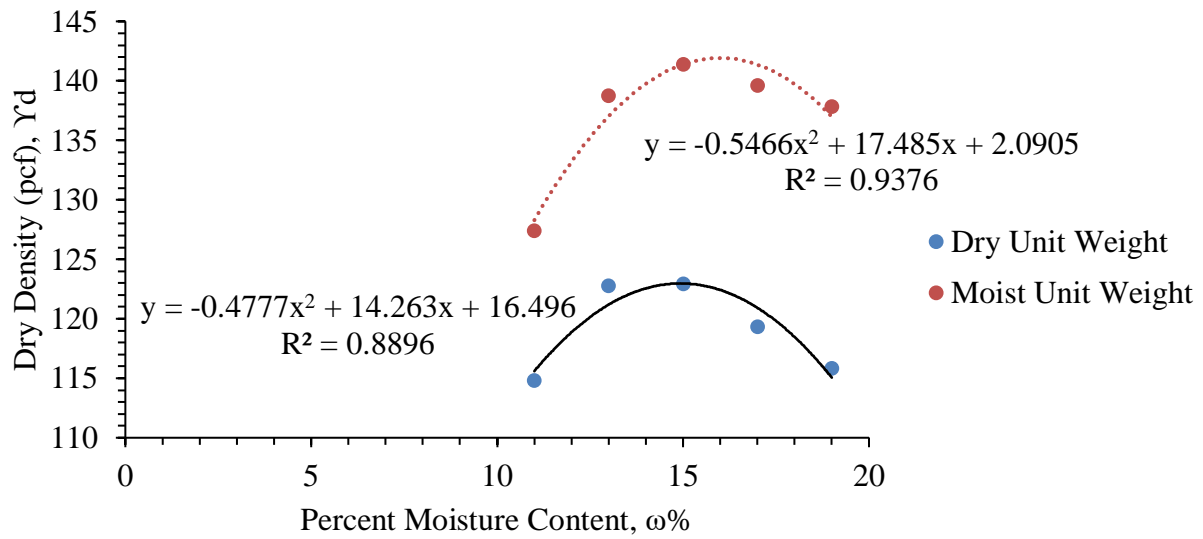 Dry Density (pcf), ϒd
145
140
135
130
125
120
115
110
y = -0.5466x² + 17.485x + 2.0905
R² = 0.9376
y = -0.4777x² + 14.263x + 16.496
R² = 0.8896
Dry Unit Weight
Moist Unit Weight
0 5 10 15 20
Percent Moisture Content, ω%